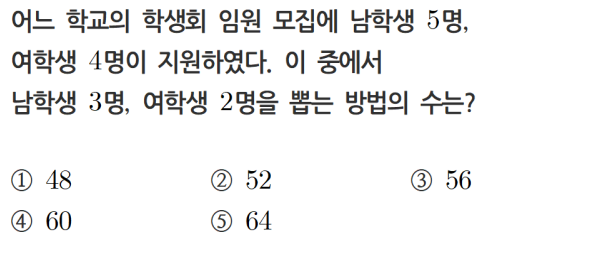 어느 학교의 학생회 임원 모집에 남학생 5명,
여학생 4명이 지원하였다. 이 중에서
남학생 3명, 여학생 2명을 뽑는 방법의 수는?
① 48 ② 52 ③ 56
④ 60 ⑤ 64